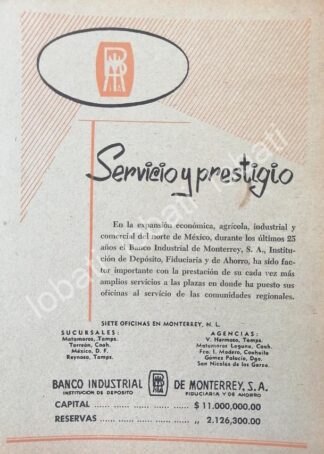 Servicio y prestigio
En la expansión económica, agrícola, industrial y
comercial del norte de México, durante los últimos 25
años el Banco Industrial de Monterrey, S. A., Institu-
ción de Depósito, Fiduciaria y de Ahorro, ha sido fac-
tor importante con la prestación de su cada vez más
amplios servicios a las plazas en donde ha puesto sus
oficinas al servicio de las comunidades regionales.
SIETE OFICINAS EN MONTERREY, N. L.
SUCURSALES:
Matamoros, Tamps.
Torreón, Coah.
México, D. F.
Reynosa, Tamps.
AGENCIAS:
V. Hermoso, Tamps.
Matamoros Laguna, Coah.
Fco. I. Madero, Coahuila
Gómez Palacio, Dgo.
San Nicolás de los Garza.
BANCO INDUSTRIAL DE MONTERREY, S.A.
INSTITUCION DE DEPOSITO FIDUCIARIA Y DE AHORRO
CAPITAL ...... ...... ...... ...... $ 11,000,000.00
RESERVAS ...... ...... ...... ,, 2,126,300.00